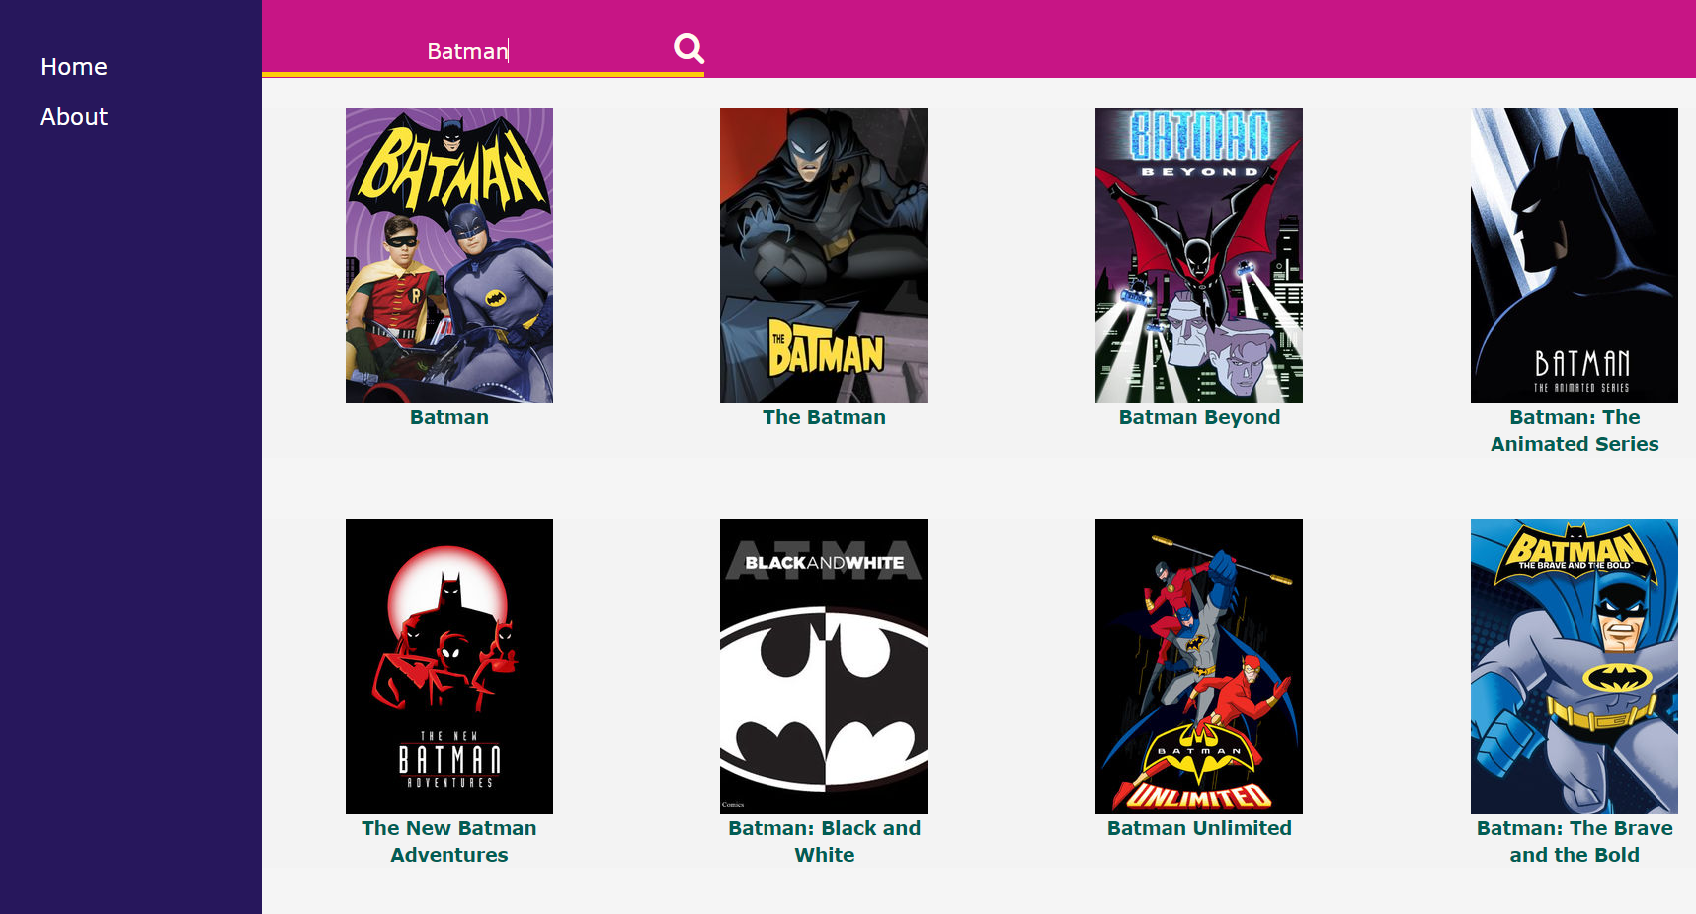 Home
About
Batman
BATMAN
R
THE
BATMAN
BATMAN
BEYOND
BATMAN
THE ANIMATED SERIES
Batman
The Batman
Batman Beyond
Batman: The
Animated Series
THE NEW
BATMAN
ADVENTURES
ATMA
BLACKANDWHITE
Comics
BATMAN
UNLIMITED
BATMAN
THE BRAVE AND THE BOLD
The New Batman
Adventures
Batman: Black and
White
Batman Unlimited
Batman: The Brave
and the Bold